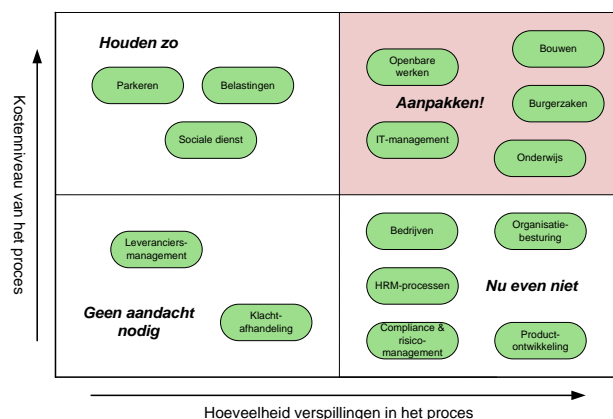 Kostenniveau van het proces
Houden zo
Parkeren
Belastingen
Sociale dienst
Openbare
werken
Bouwen
Aanpakken!
Burgerzaken
IT-management
Onderwijs
Leveranciers-
management
Geen aandacht
nodig
Klacht-
afhandeling
Bedrijven
Organisatie-
besturing
HRM-processen
Nu even niet
Compliance &
risico-
management
Product-
ontwikkeling
Hoeveelheid verspillingen in het proces